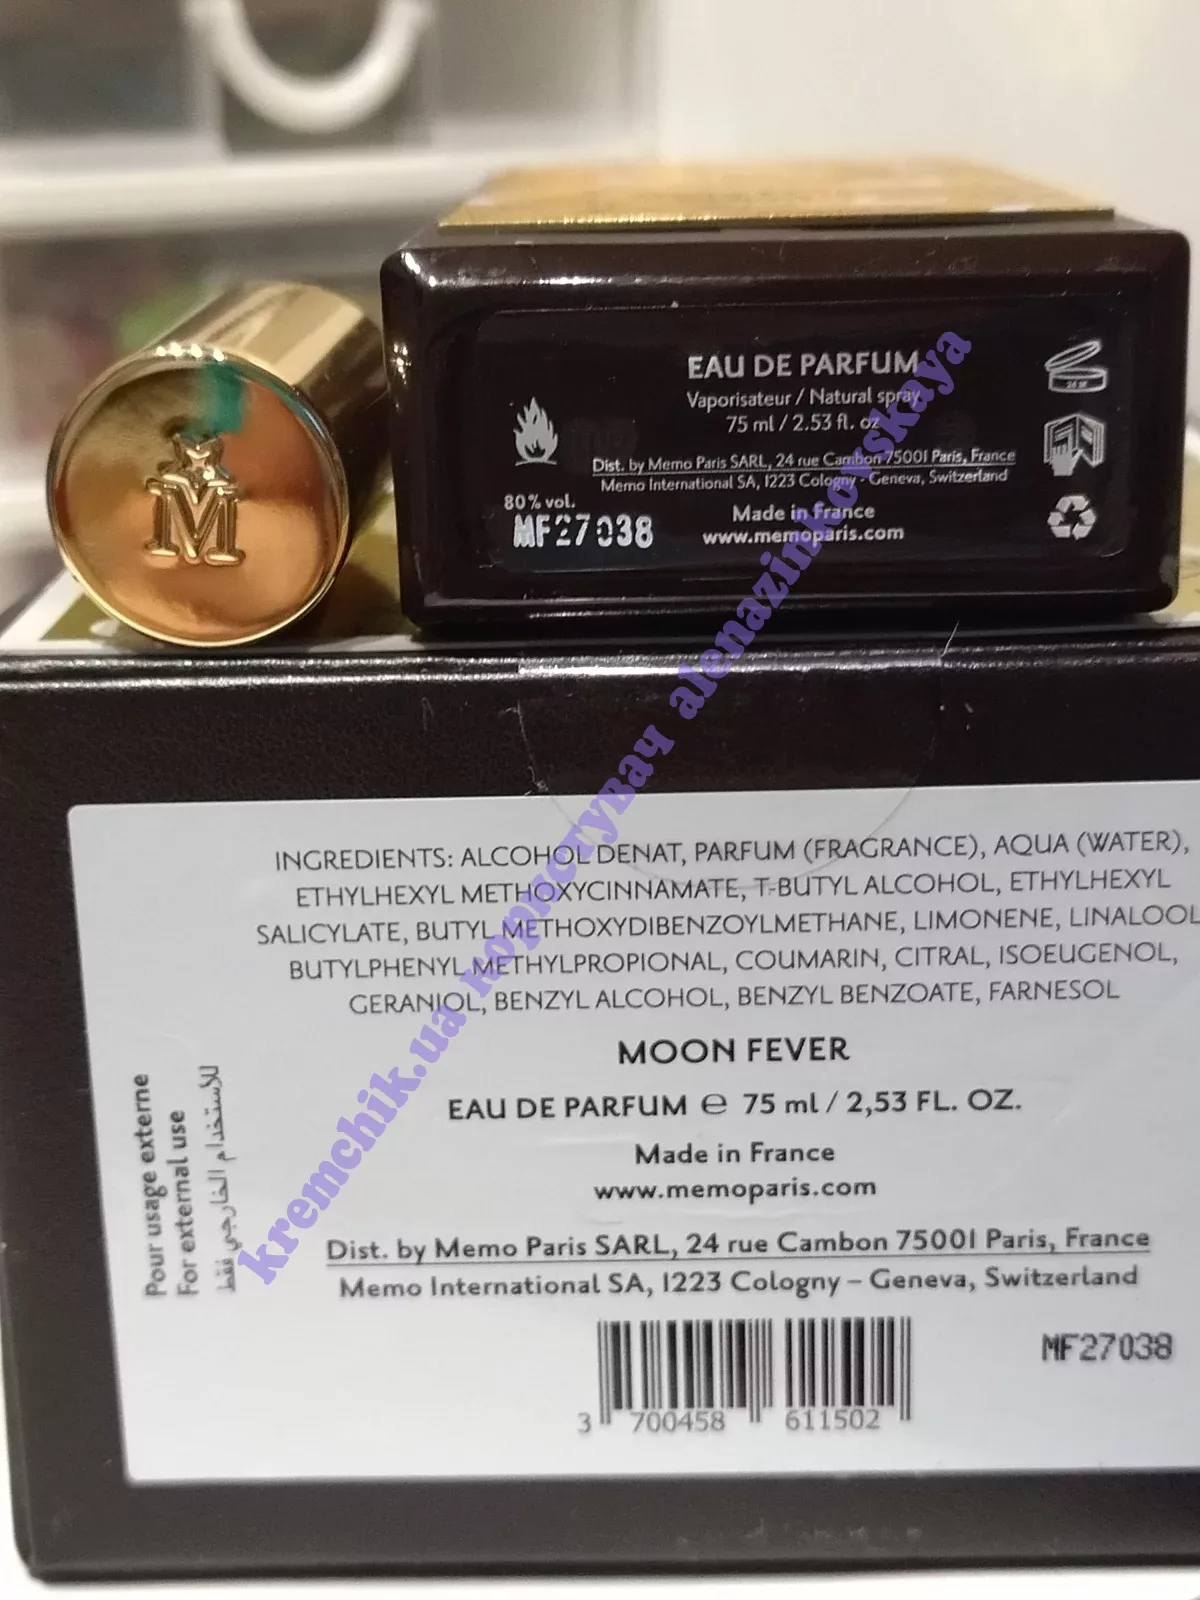 M
EAU DE PARFUM
Vaporisateur / Natural spray
75 ml / 2.53 fl. oz
Dist. by Memo Paris SARL, 24 rue Cambon 75001 Paris, France
Memo International SA, 1223 Cologny - Geneva, Switzerland
80% vol.
Made in France
MF27038
www.memoparis.com
kremchik.ua користувач alenazinkovskaya
INGREDIENTS: ALCOHOL DENAT, PARFUM (FRAGRANCE), AQUA (WATER),
ETHYLHEXYL METHOXYCINNAMATE, T-BUTYL ALCOHOL, ETHYLHEXYL
SALICYLATE, BUTYL METHOXYDIBENZOYLMETHANE, LIMONENE, LINALOOL
BUTYLPHENYL METHYLPROPIONAL, COUMARIN, CITRAL, ISOEUGENOL,
GERANIOL, BENZYL ALCOHOL, BENZYL BENZOATE, FARNESOL
MOON FEVER
EAU DE PARFUM e 75 ml / 2,53 FL. OZ.
Made in France
www.memoparis.com
Dist. by Memo Paris SARL, 24 rue Cambon 75001 Paris, France
Memo International SA, 1223 Cologny – Geneva, Switzerland
Pour usage externe
For external use
للاستخدام الخارجي فقط
MF27038
3 700458 611502